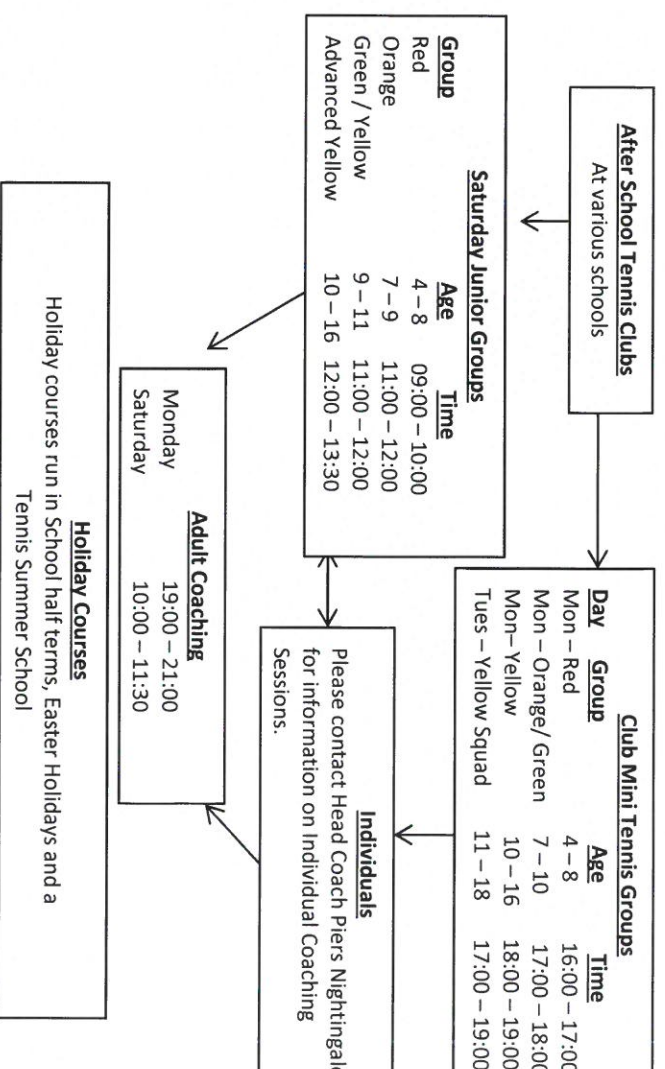 After School Tennis Clubs
At various schools
Club Mini Tennis Groups
Day Group Age Time
Mon – Red 4 – 8 16:00 – 17:00
Mon – Orange/ Green 7 – 10 17:00 – 18:00
Mon– Yellow 10 – 16 18:00 – 19:00
Tues – Yellow Squad 11 – 18 17:00 – 19:00
Saturday Junior Groups
Group Age Time
Red 4 – 8 09:00 – 10:00
Orange 7 – 9 11:00 – 12:00
Green / Yellow 9 – 11 11:00 – 12:00
Advanced Yellow 10 – 16 12:00 – 13:30
Individuals
Please contact Head Coach Piers Nightingale
for information on Individual Coaching
Sessions.
Adult Coaching
Monday 19:00 – 21:00
Saturday 10:00 – 11:30
Holiday Courses
Holiday courses run in School half terms, Easter Holidays and a
Tennis Summer School